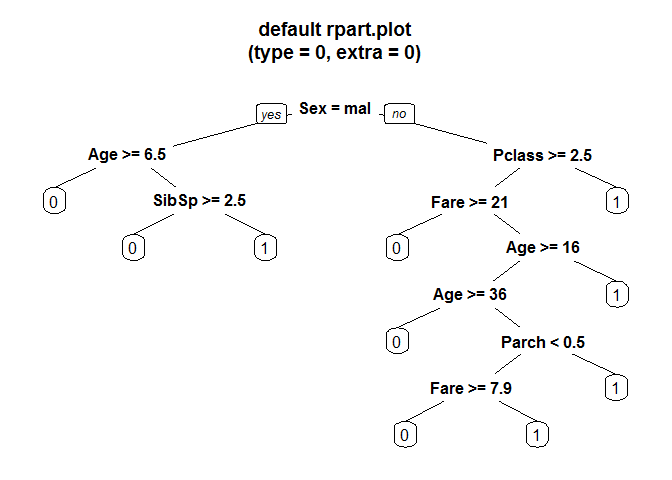 default rpart.plot
(type = 0, extra = 0)
yes Sex = mal no
Age >= 6.5 Pclass >= 2.5
0 SibSp >= 2.5 Fare >= 21 1
0 1 0 Age >= 16
Age >= 36 1
0 Parch < 0.5
Fare >= 7.9 1
0 1